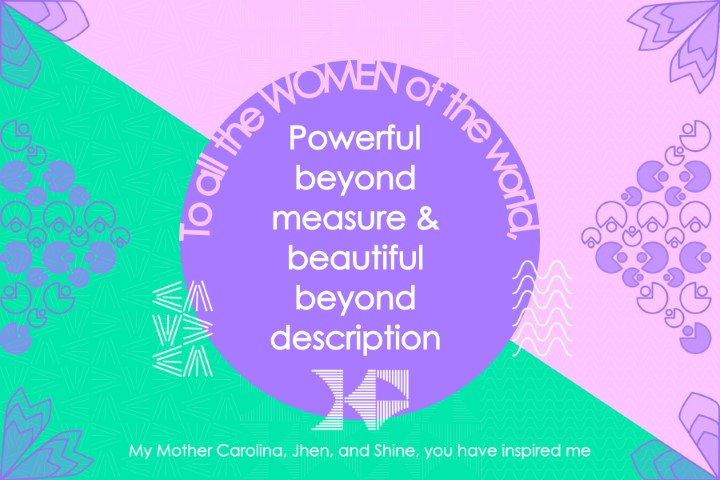 To all the WOMEN of the world,
Powerful
beyond
measure &
beautiful
beyond
description
My Mother Carolina, Jhen, and Shine, you have inspired me